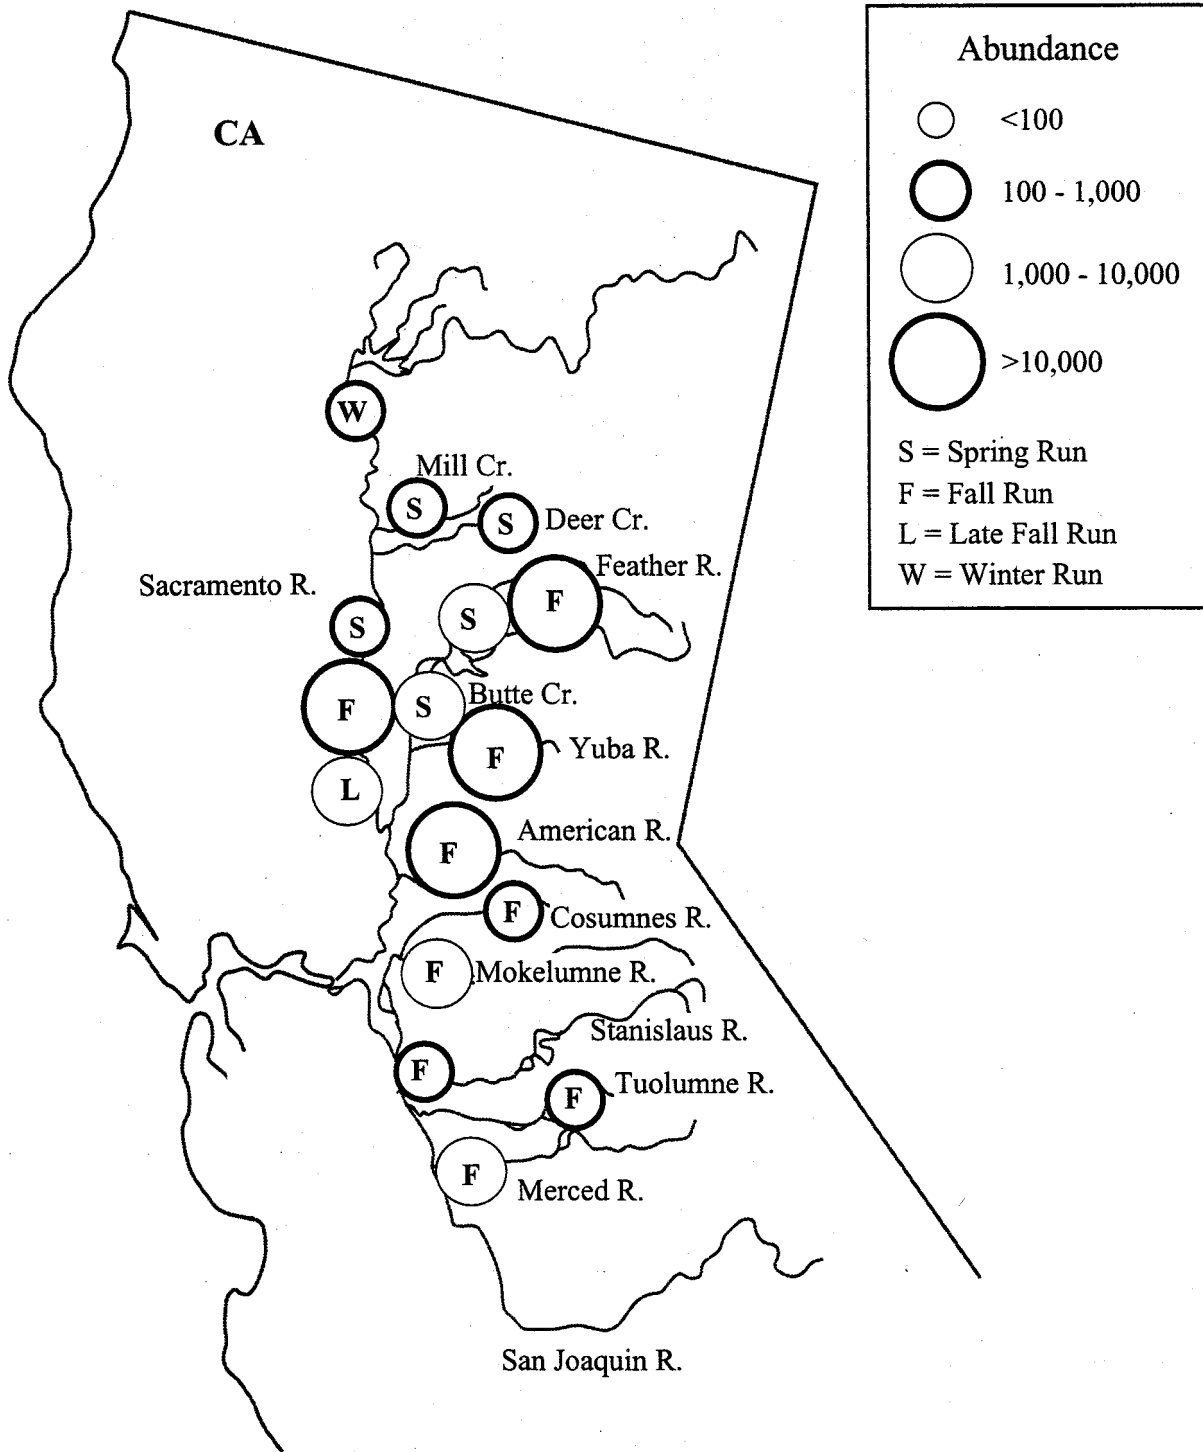 CA
Abundance
<100
100 - 1,000
1,000 - 10,000
>10,000
S = Spring Run
F = Fall Run
L = Late Fall Run
W = Winter Run
W
Mill Cr.
S
S
Deer Cr.
Feather R.
Sacramento R.
S
F
S
Butte Cr.
F
S
F
Yuba R.
L
American R.
F
F
Cosumnes R.
F
Mokelumne R.
Stanislaus R.
F
Tuolumne R.
F
F
Merced R.
San Joaquin R.